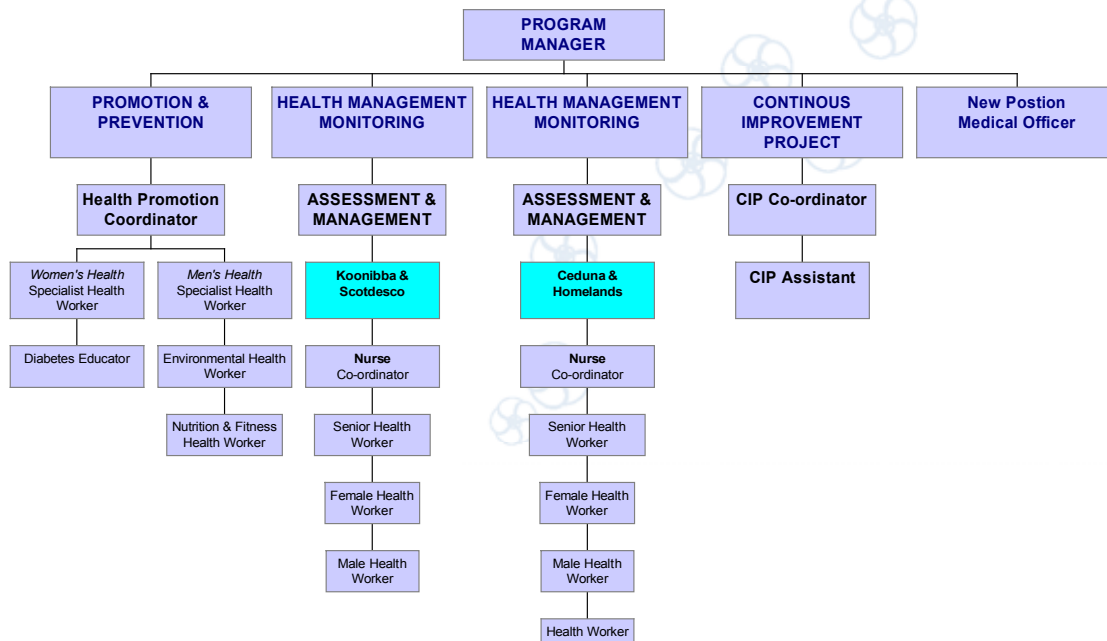 PROGRAM
MANAGER
PROMOTION &
PREVENTION
HEALTH MANAGEMENT
MONITORING
HEALTH MANAGEMENT
MONITORING
CONTINOUS
IMPROVEMENT
PROJECT
New Postion
Medical Officer
Health Promotion
Coordinator
ASSESSMENT &
MANAGEMENT
ASSESSMENT &
MANAGEMENT
CIP Co-ordinator
Women's Health
Specialist Health
Worker
Men's Health
Specialist Health
Worker
Koonibba &
Scotdesco
Ceduna &
Homelands
CIP Assistant
Diabetes Educator
Environmental Health
Worker
Nurse
Co-ordinator
Nurse
Co-ordinator
Nutrition & Fitness
Health Worker
Senior Health
Worker
Senior Health
Worker
Female Health
Worker
Female Health
Worker
Male Health
Worker
Male Health
Worker
Health Worker